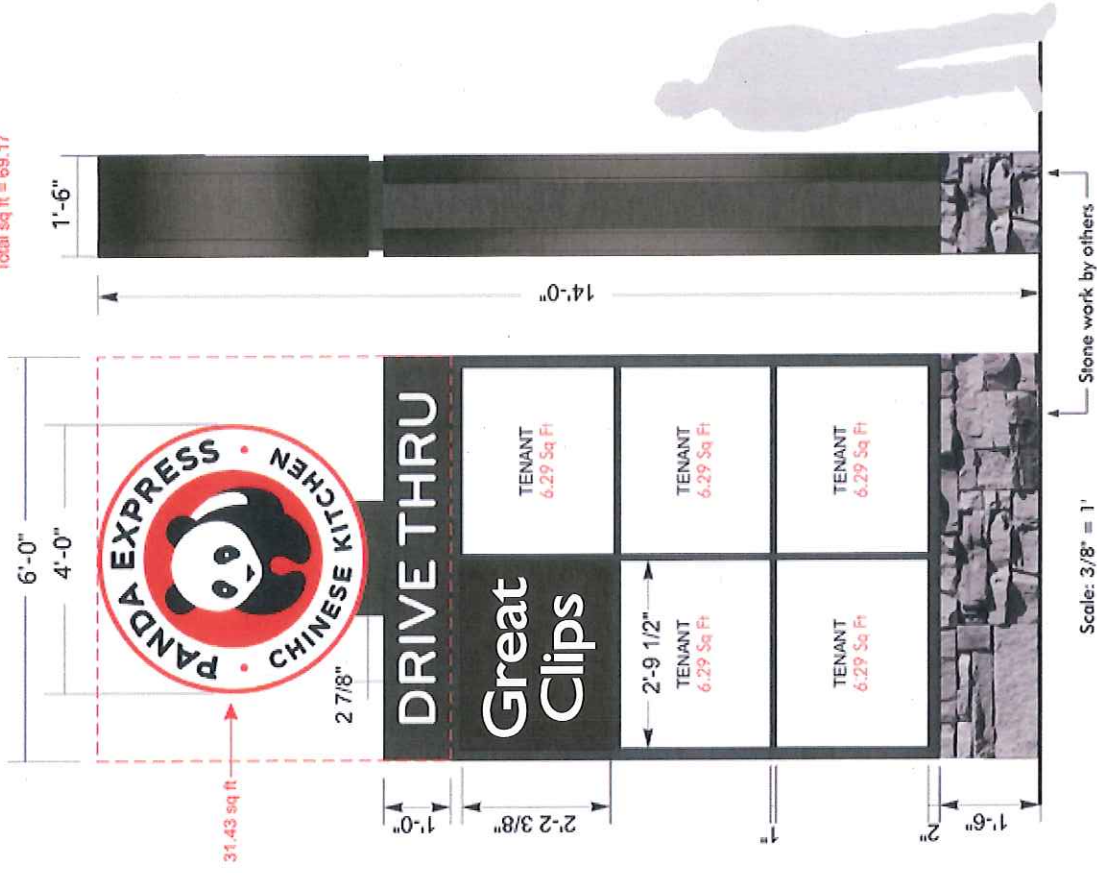 Total sq ft = 69.17
6'-0"
4'-0"
1'-6"
PANDA EXPRESS
• CHINESE KITCHEN •
31.43 sq ft
2 7/8"
14'-0"
1'-0"
DRIVE THRU
2'-2 3/8"
Great
Clips
TENANT
6.29 Sq Ft
2'-9 1/2"
TENANT
6.29 Sq Ft
TENANT
6.29 Sq Ft
1"
TENANT
6.29 Sq Ft
TENANT
6.29 Sq Ft
2"
1'-6"
Stone work by others
Scale: 3/8" = 1'